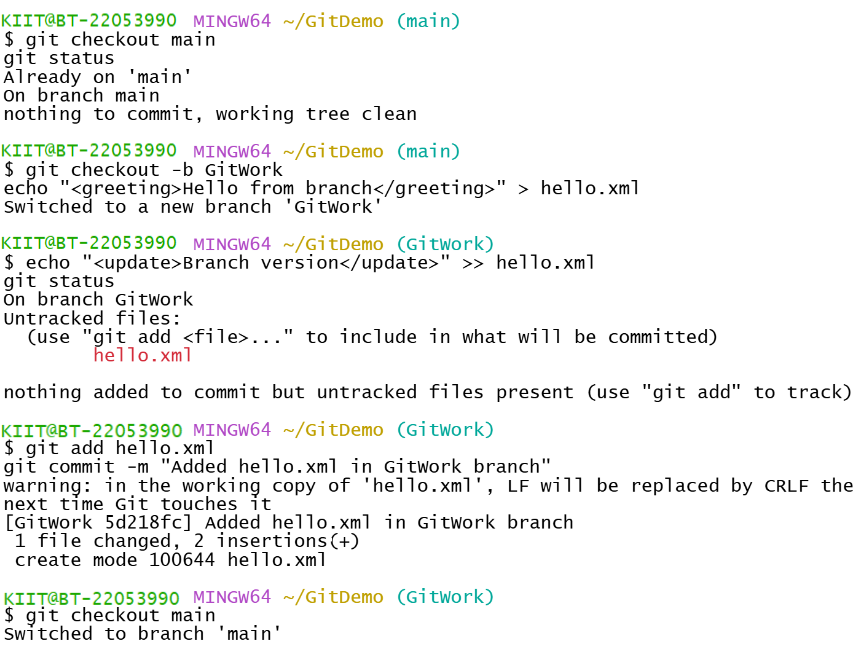 KIIT@BT-22053990 MINGW64 ~/GitDemo (main)
$ git checkout main
git status
Already on 'main'
On branch main
nothing to commit, working tree clean
KIIT@BT-22053990 MINGW64 ~/GitDemo (main)
$ git checkout -b GitWork
echo "<greeting>Hello from branch</greeting>" > hello.xml
Switched to a new branch 'GitWork'
KIIT@BT-22053990 MINGW64 ~/GitDemo (GitWork)
$ echo "<update>Branch version</update>" >> hello.xml
git status
On branch GitWork
Untracked files:
  (use "git add <file>..." to include in what will be committed)
        hello.xml
nothing added to commit but untracked files present (use "git add" to track)
KIIT@BT-22053990 MINGW64 ~/GitDemo (GitWork)
$ git add hello.xml
git commit -m "Added hello.xml in GitWork branch"
warning: in the working copy of 'hello.xml', LF will be replaced by CRLF the
next time Git touches it
[GitWork 5d218fc] Added hello.xml in GitWork branch
 1 file changed, 2 insertions(+)
 create mode 100644 hello.xml
KIIT@BT-22053990 MINGW64 ~/GitDemo (GitWork)
$ git checkout main
Switched to branch 'main'